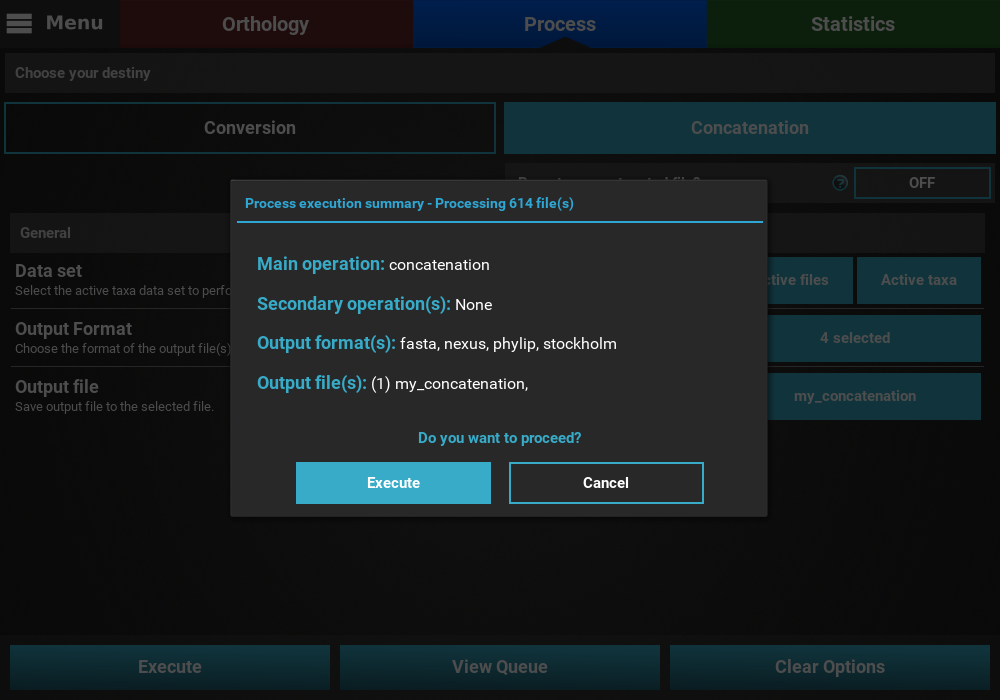 Menu
Orthology
Process
Statistics
Choose your destiny
Conversion
Concatenation
OFF
Process execution summary - Processing 614 file(s)
General
Main operation: concatenation
Data set
Select the active taxa data set to
Active taxa
Secondary operation(s): None
Output Format
Choose the format of the output file(s)
4 selected
Output format(s): fasta, nexus, phylip, stockholm
Output file(s): (1) my_concatenation,
Output file
Save output file to the selected file.
my_concatenation
Do you want to proceed?
Execute
Cancel
Execute
View Queue
Clear Options